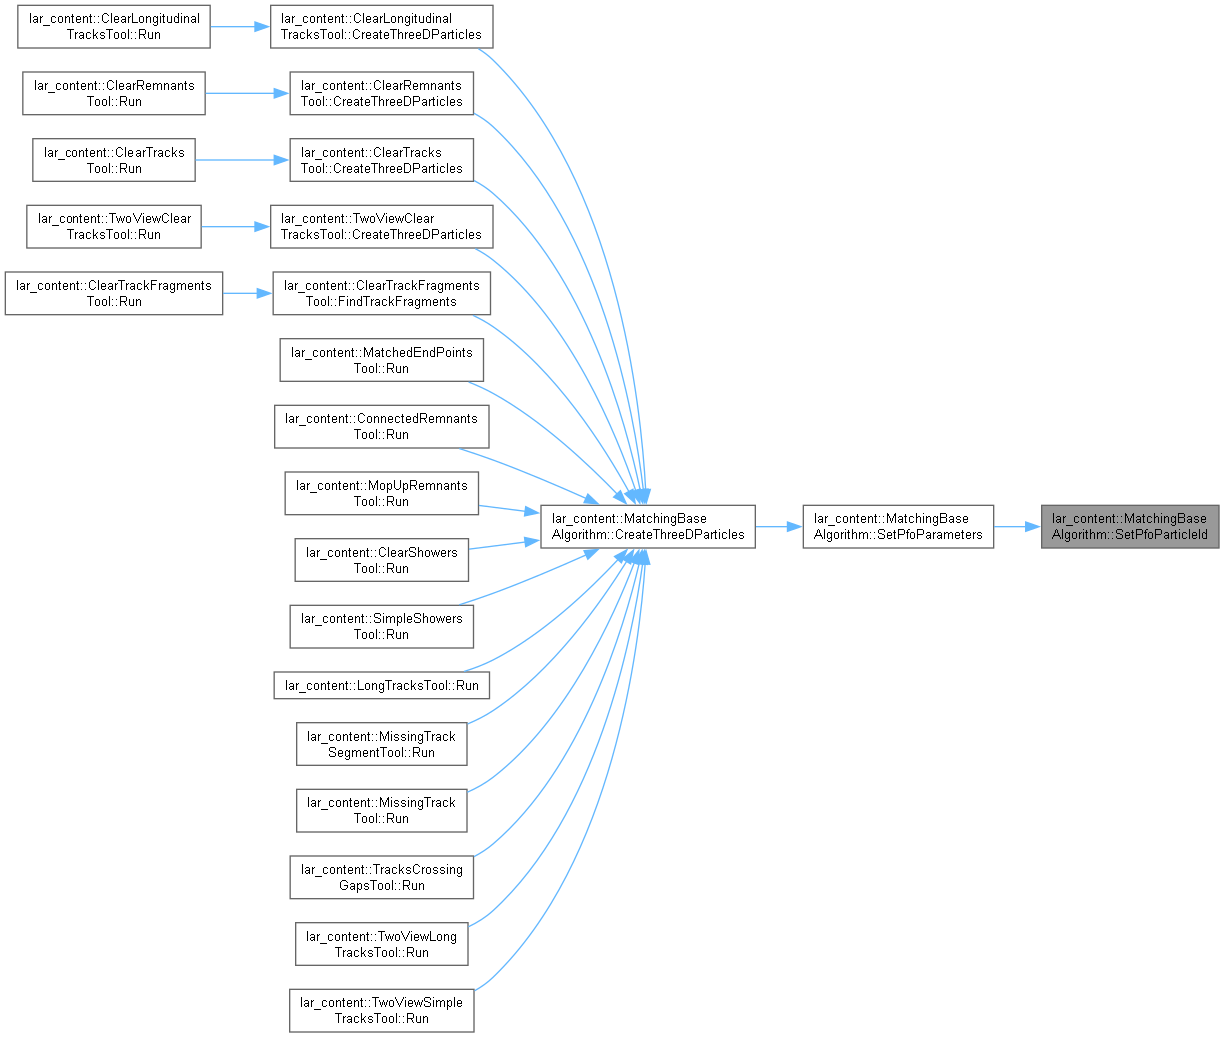 lar_content::ClearLongitudinal
TracksTool::Run
lar_content::ClearLongitudinal
TracksTool::CreateThreeDParticles
lar_content::ClearRemnants
Tool::Run
lar_content::ClearRemnants
Tool::CreateThreeDParticles
lar_content::ClearTracks
Tool::Run
lar_content::ClearTracks
Tool::CreateThreeDParticles
lar_content::TwoViewClear
TracksTool::Run
lar_content::TwoViewClear
TracksTool::CreateThreeDParticles
lar_content::ClearTrackFragments
Tool::Run
lar_content::ClearTrackFragments
Tool::FindTrackFragments
lar_content::MatchedEndPoints
Tool::Run
lar_content::ConnectedRemnants
Tool::Run
lar_content::MopUpRemnants
Tool::Run
lar_content::ClearShowers
Tool::Run
lar_content::SimpleShowers
Tool::Run
lar_content::LongTracksTool::Run
lar_content::MissingTrack
SegmentTool::Run
lar_content::MissingTrack
Tool::Run
lar_content::TracksCrossing
GapsTool::Run
lar_content::TwoViewLong
TracksTool::Run
lar_content::TwoViewSimple
TracksTool::Run
lar_content::MatchingBase
Algorithm::CreateThreeDParticles
lar_content::MatchingBase
Algorithm::SetPfoParameters
lar_content::MatchingBase
Algorithm::SetPfoParticleId